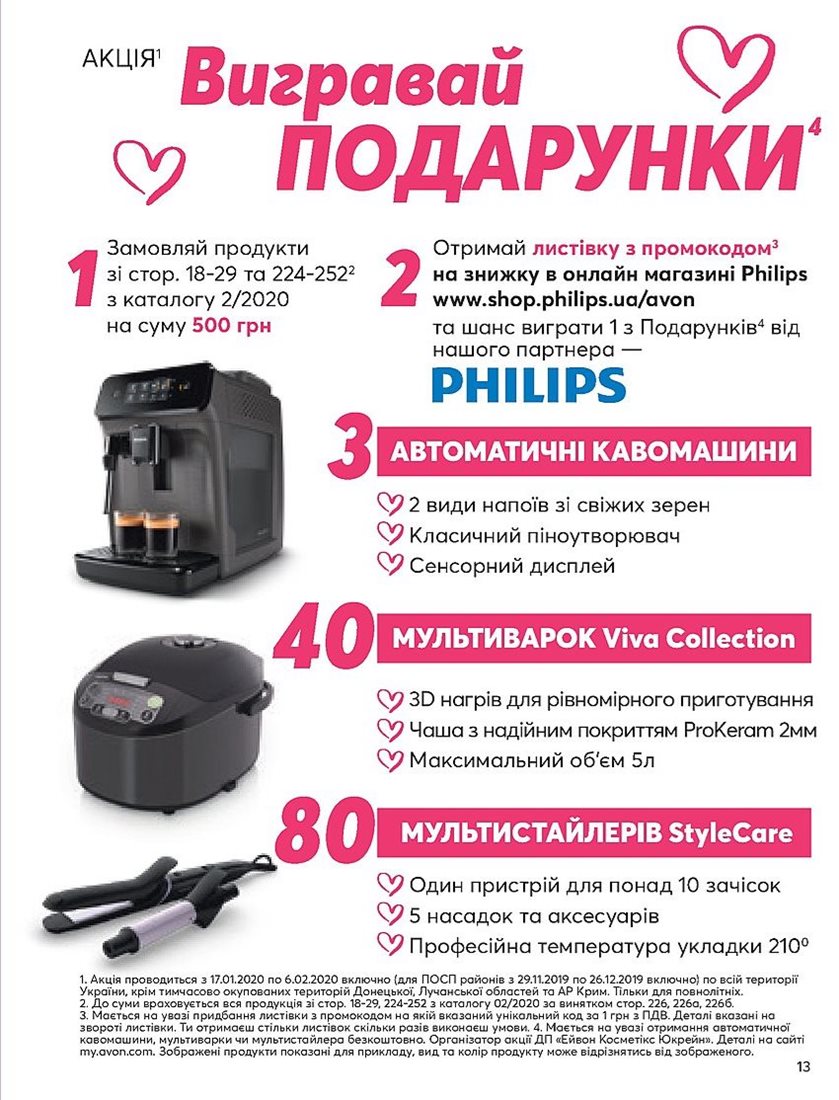 АКЦІЯ¹
Вигравай
ПОДАРУНКИ⁴
1
Замовляй продукти
зі стор. 18-29 та 224-252²
з каталогу 2/2020
на суму 500 грн
2
Отримай листівку з промокодом³
на знижку в онлайн магазині Philips
www.shop.philips.ua/avon
та шанс виграти 1 з Подарунків⁴ від
нашого партнера —
PHILIPS
3 АВТОМАТИЧНІ КАВОМАШИНИ
2 види напоїв зі свіжих зерен
Класичний піноутворювач
Сенсорний дисплей
40 МУЛЬТИВАРОК Viva Collection
3D нагрів для рівномірного приготування
Чаша з надійним покриттям ProKeram 2мм
Максимальний об'єм 5л
80 МУЛЬТИСТАЙЛЕРІВ StyleCare
Один пристрій для понад 10 зачісок
5 насадок та аксесуарів
Професійна температура укладки 210⁰
1. Акція проводиться з 17.01.2020 по 6.02.2020 включно (для ПОСП районів з 29.11.2019 по 26.12.2019 включно) по всій території
України, крім тимчасово окупованих територій Донецької, Лучанської областей та АР Крим. Тільки для повнолітніх.
2. До суми враховується вся продукція зі стор. 18-29, 224-252 з каталогу 02/2020 за винятком стор. 226, 226а, 226б.
3. Мається на увазі придбання листівки з промокодом на якій вказаний унікальний код за 1 грн з ПДВ. Деталі вказані на
звороті листівки. Ти отримаєш стільки листівок скільки разів виконаєш умови. 4. Мається на увазі отримання автоматичної
кавомашини, мультиварки чи мультистайлера безкоштовно. Організатор акції ДП «Ейвон Косметікс Юкрейн». Деталі на сайті
my.avon.com. Зображені продукти показані для прикладу, вид та колір продукту може відрізнятись від зображеного.
13